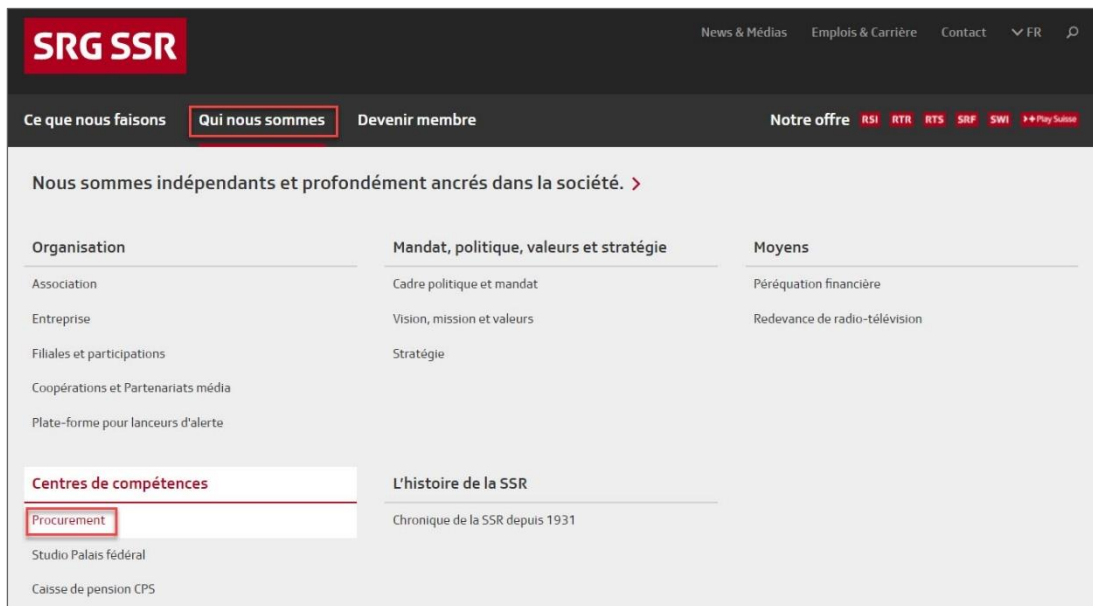 SRG SSR
News & Médias Emplois & Carrière Contact FR
Ce que nous faisons Qui nous sommes Devenir membre Notre offre RSI RTR RTS SRF SWI Play Suisse
Nous sommes indépendants et profondément ancrés dans la société.
Organisation
Association
Entreprise
Filiales et participations
Coopérations et Partenariats média
Plate-forme pour lanceurs d'alerte
Mandat, politique, valeurs et stratégie
Cadre politique et mandat
Vision, mission et valeurs
Stratégie
Moyens
Péréquation financière
Redevance de radio-télévision
Centres de compétences
Procurement
Studio Palais fédéral
Caisse de pension CPS
L'histoire de la SSR
Chronique de la SSR depuis 1931